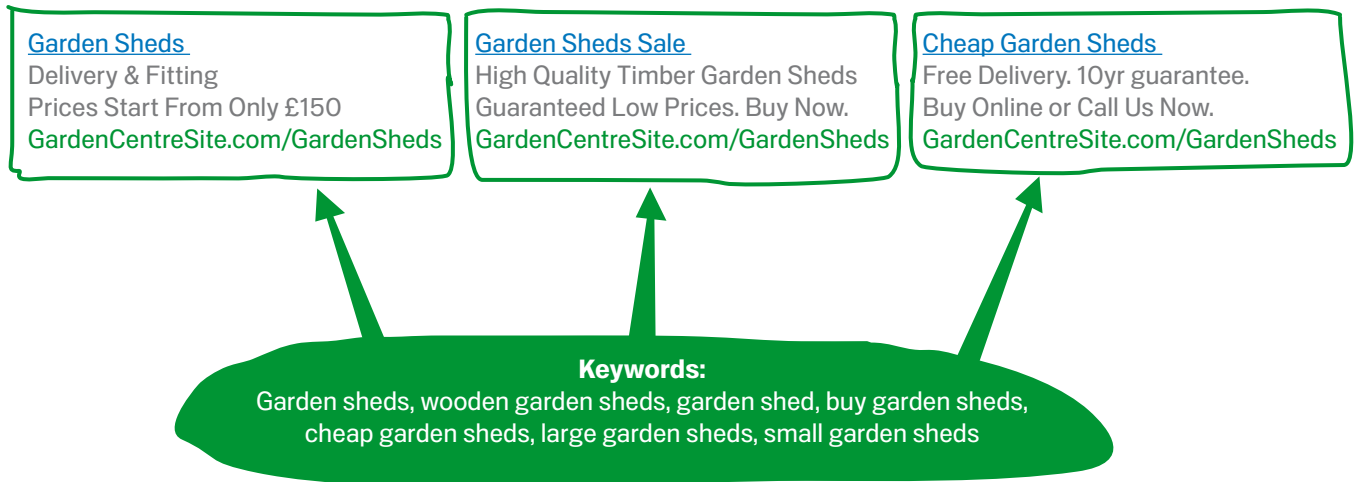 Garden Sheds
Delivery & Fitting
Prices Start From Only £150
GardenCentreSite.com/GardenSheds
Garden Sheds Sale
High Quality Timber Garden Sheds
Guaranteed Low Prices. Buy Now.
GardenCentreSite.com/GardenSheds
Cheap Garden Sheds
Free Delivery. 10yr guarantee.
Buy Online or Call Us Now.
GardenCentreSite.com/GardenSheds
Keywords:
Garden sheds, wooden garden sheds, garden shed, buy garden sheds,
cheap garden sheds, large garden sheds, small garden sheds